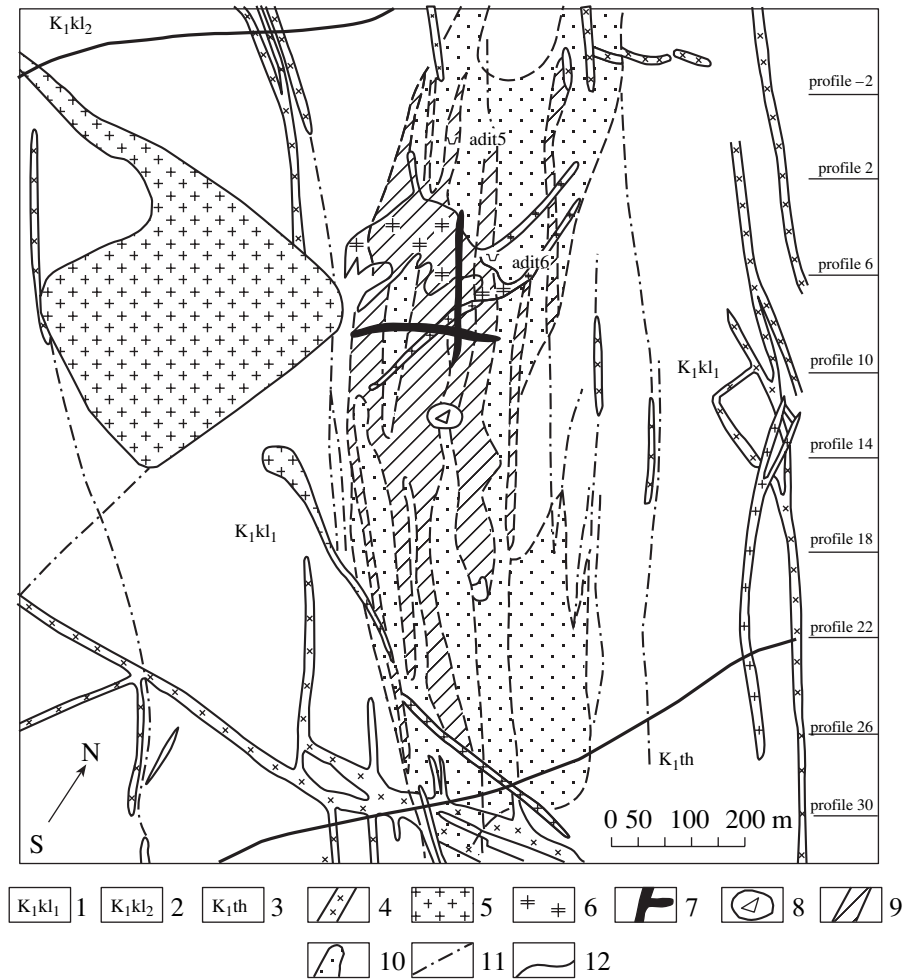 K₁kl₂
profile –2
adit5
profile 2
adit6
profile 6
K₁kl₁
profile 10
profile 14
K₁kl₁
profile 18
profile 22
profile 26
N
K₁th
profile 30
0 50 100 200 m
S
K₁kl₁ 1 K₁kl₂ 2 K₁th 3 4 5 6 7 8 9
10 11 12